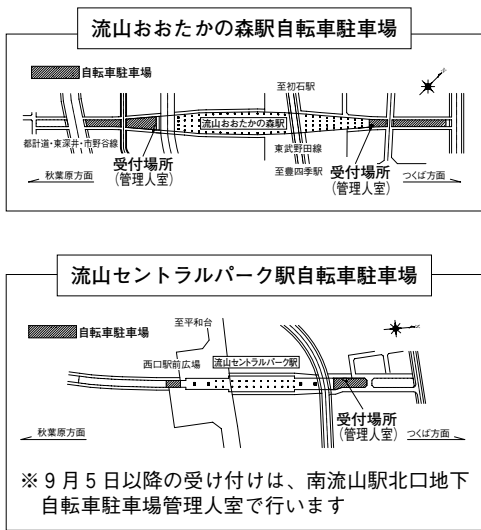 流山おおたかの森駅自転車駐車場
自転車駐車場
至初石駅
流山おおたかの森駅
都計道・東深井・市野谷線
東武野田線
受付場所
(管理人室)
至豊四季駅
受付場所
(管理人室)
秋葉原方面
つくば方面
流山セントラルパーク駅自転車駐車場
自転車駐車場
至平和台
西口駅前広場
流山セントラルパーク駅
受付場所
(管理人室)
秋葉原方面
つくば方面
※9月5日以降の受け付けは、南流山駅北口地下
自転車駐車場管理人室で行います